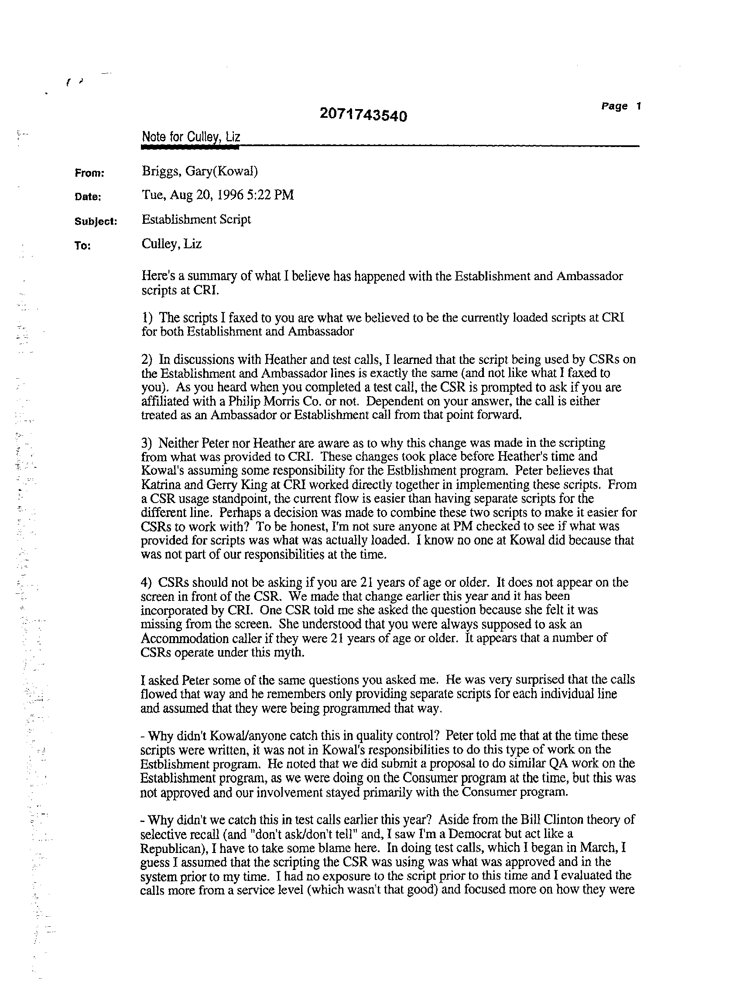 Page 1
2071743540
Note for Culley, Liz
From: Briggs, Gary(Kowal)
Date: Tue, Aug 20, 1996 5:22 PM
Subject: Establishment Script
To: Culley, Liz
Here's a summary of what I believe has happened with the Establishment and Ambassador
scripts at CRI.
1) The scripts I faxed to you are what we believed to be the currently loaded scripts at CRI
for both Establishment and Ambassador
2) In discussions with Heather and test calls, I learned that the script being used by CSRs on
the Establishment and Ambassador lines is exactly the same (and not like what I faxed to
you). As you heard when you completed a test call, the CSR is prompted to ask if you are
affiliated with a Philip Morris Co. or not. Dependent on your answer, the call is either
treated as an Ambassador or Establishment call from that point forward.
3) Neither Peter nor Heather are aware as to why this change was made in the scripting
from what was provided to CRI. These changes took place before Heather's time and
Kowal's assuming some responsibility for the Estblishment program. Peter believes that
Katrina and Gerry King at CRI worked directly together in implementing these scripts. From
a CSR usage standpoint, the current flow is easier than having separate scripts for the
different line. Perhaps a decision was made to combine these two scripts to make it easier for
CSRs to work with? To be honest, I'm not sure anyone at PM checked to see if what was
provided for scripts was what was actually loaded. I know no one at Kowal did because that
was not part of our responsibilities at the time.
4) CSRs should not be asking if you are 21 years of age or older. It does not appear on the
screen in front of the CSR. We made that change earlier this year and it has been
incorporated by CRI. One CSR told me she asked the question because she felt it was
missing from the screen. She understood that you were always supposed to ask an
Accommodation caller if they were 21 years of age or older. It appears that a number of
CSRs operate under this myth.
I asked Peter some of the same questions you asked me. He was very surprised that the calls
flowed that way and he remembers only providing separate scripts for each individual line
and assumed that they were being programmed that way.
- Why didn't Kowal/anyone catch this in quality control? Peter told me that at the time these
scripts were written, it was not in Kowal's responsibilities to do this type of work on the
Estblishment program. He noted that we did submit a proposal to do similar QA work on the
Establishment program, as we were doing on the Consumer program at the time, but this was
not approved and our involvement stayed primarily with the Consumer program.
- Why didn't we catch this in test calls earlier this year? Aside from the Bill Clinton theory of
selective recall (and "don't ask/don't tell" and, I saw I'm a Democrat but act like a
Republican), I have to take some blame here. In doing test calls, which I began in March, I
guess I assumed that the scripting the CSR was using was what was approved and in the
system prior to my time. I had no exposure to the script prior to this time and I evaluated the
calls more from a service level (which wasn't that good) and focused more on how they were